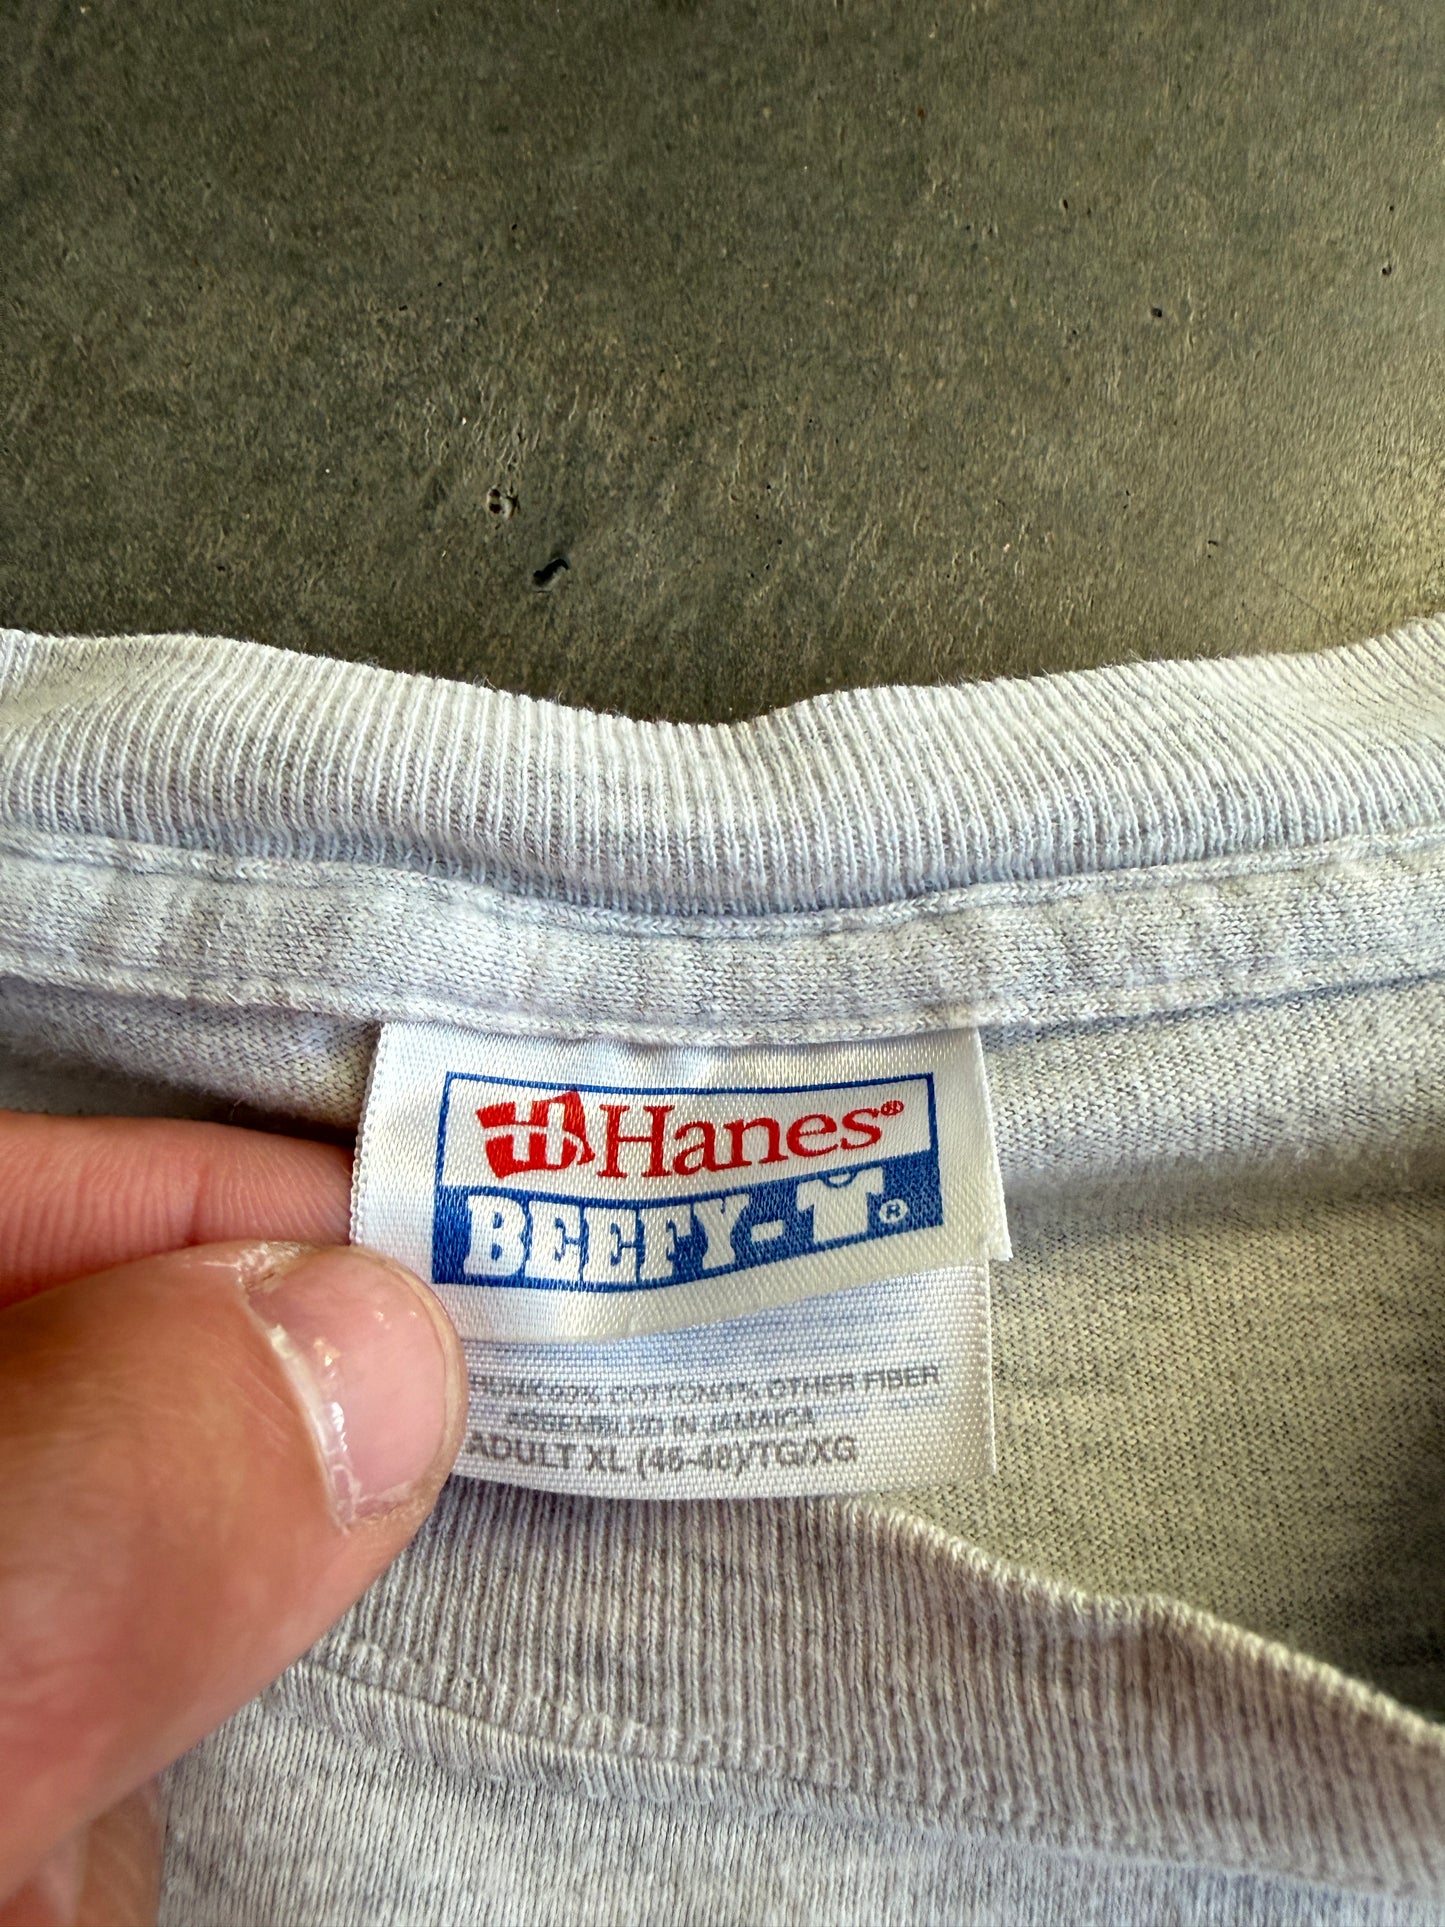 Hanes®
BEEFY-T®
99% COTTON/1% OTHER FIBER
ASSEMBLED IN JAMAICA
ADULT XL (46-48)/TG/XG